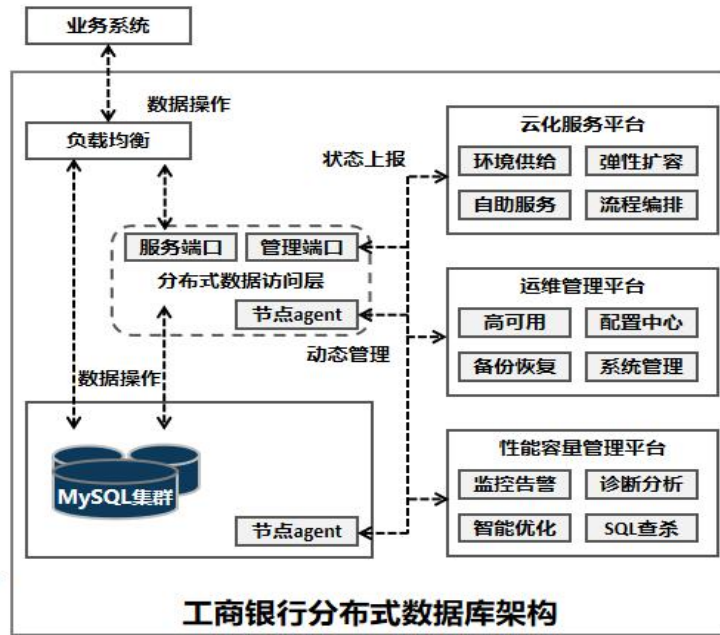 业务系统
数据操作
负载均衡
状态上报
服务端口
管理端口
分布式数据访问层
节点agent
动态管理
数据操作
MySQL集群
节点agent
云化服务平台
环境供给
弹性扩容
自助服务
流程编排
运维管理平台
高可用
配置中心
备份恢复
系统管理
性能容量管理平台
监控告警
诊断分析
智能优化
SQL查杀
工商银行分布式数据库架构